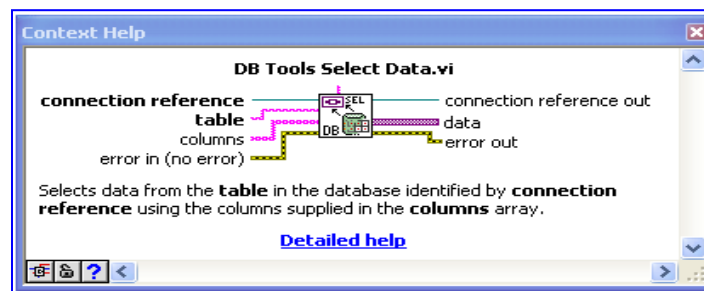 Context Help
DB Tools Select Data.vi
connection reference
table
columns
error in (no error)
SEL
DB
connection reference out
data
error out
Selects data from the table in the database identified by connection
reference using the columns supplied in the columns array.
Detailed help
?